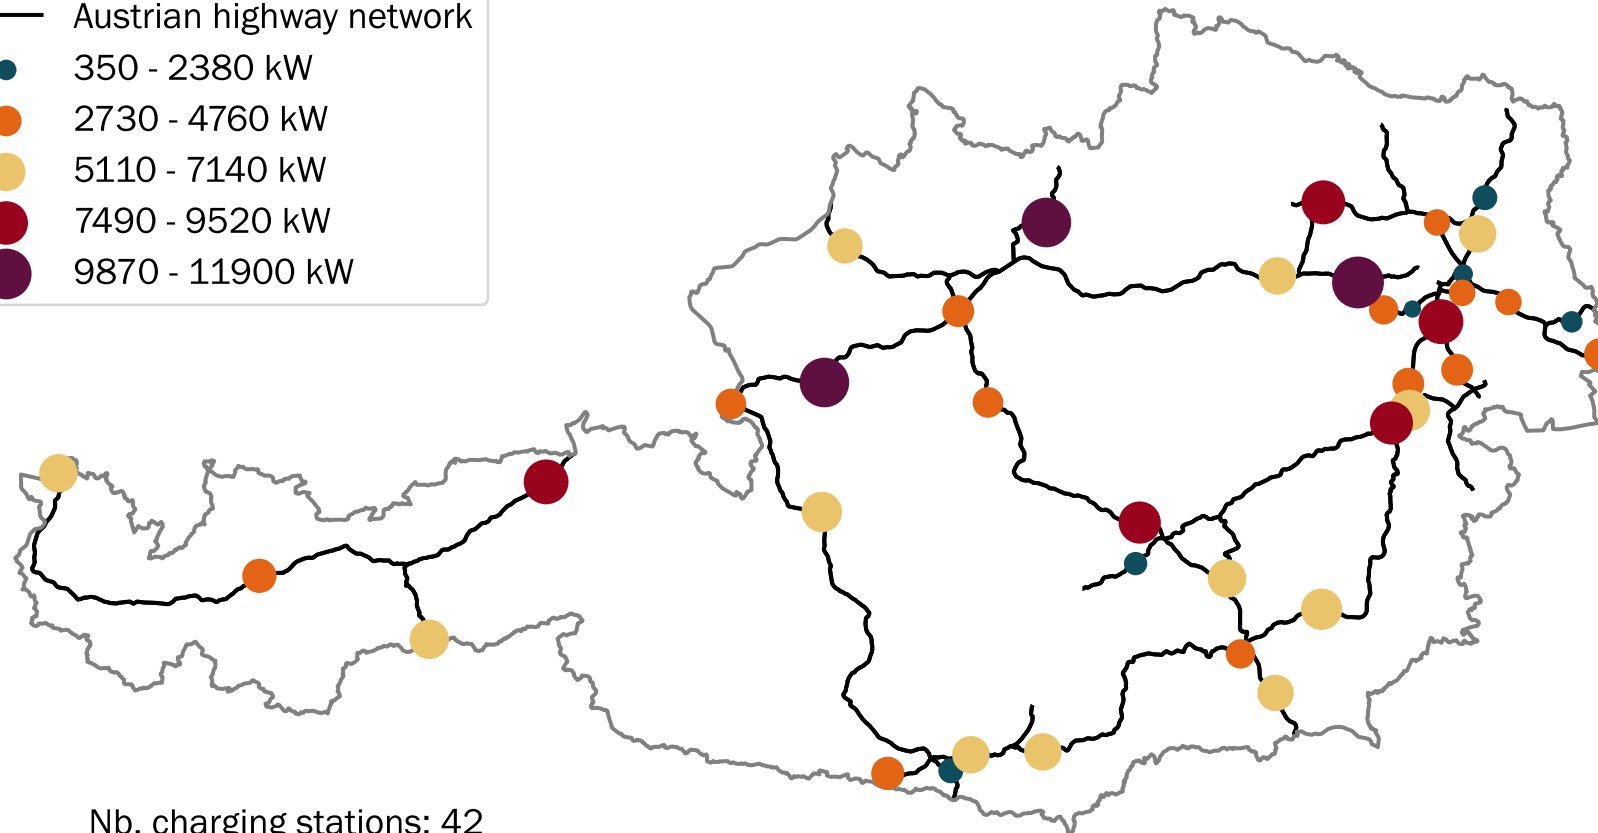 Austrian highway network
350 - 2380 kW
2730 - 4760 kW
5110 - 7140 kW
7490 - 9520 kW
9870 - 11900 kW
Nb. charging stations: 42